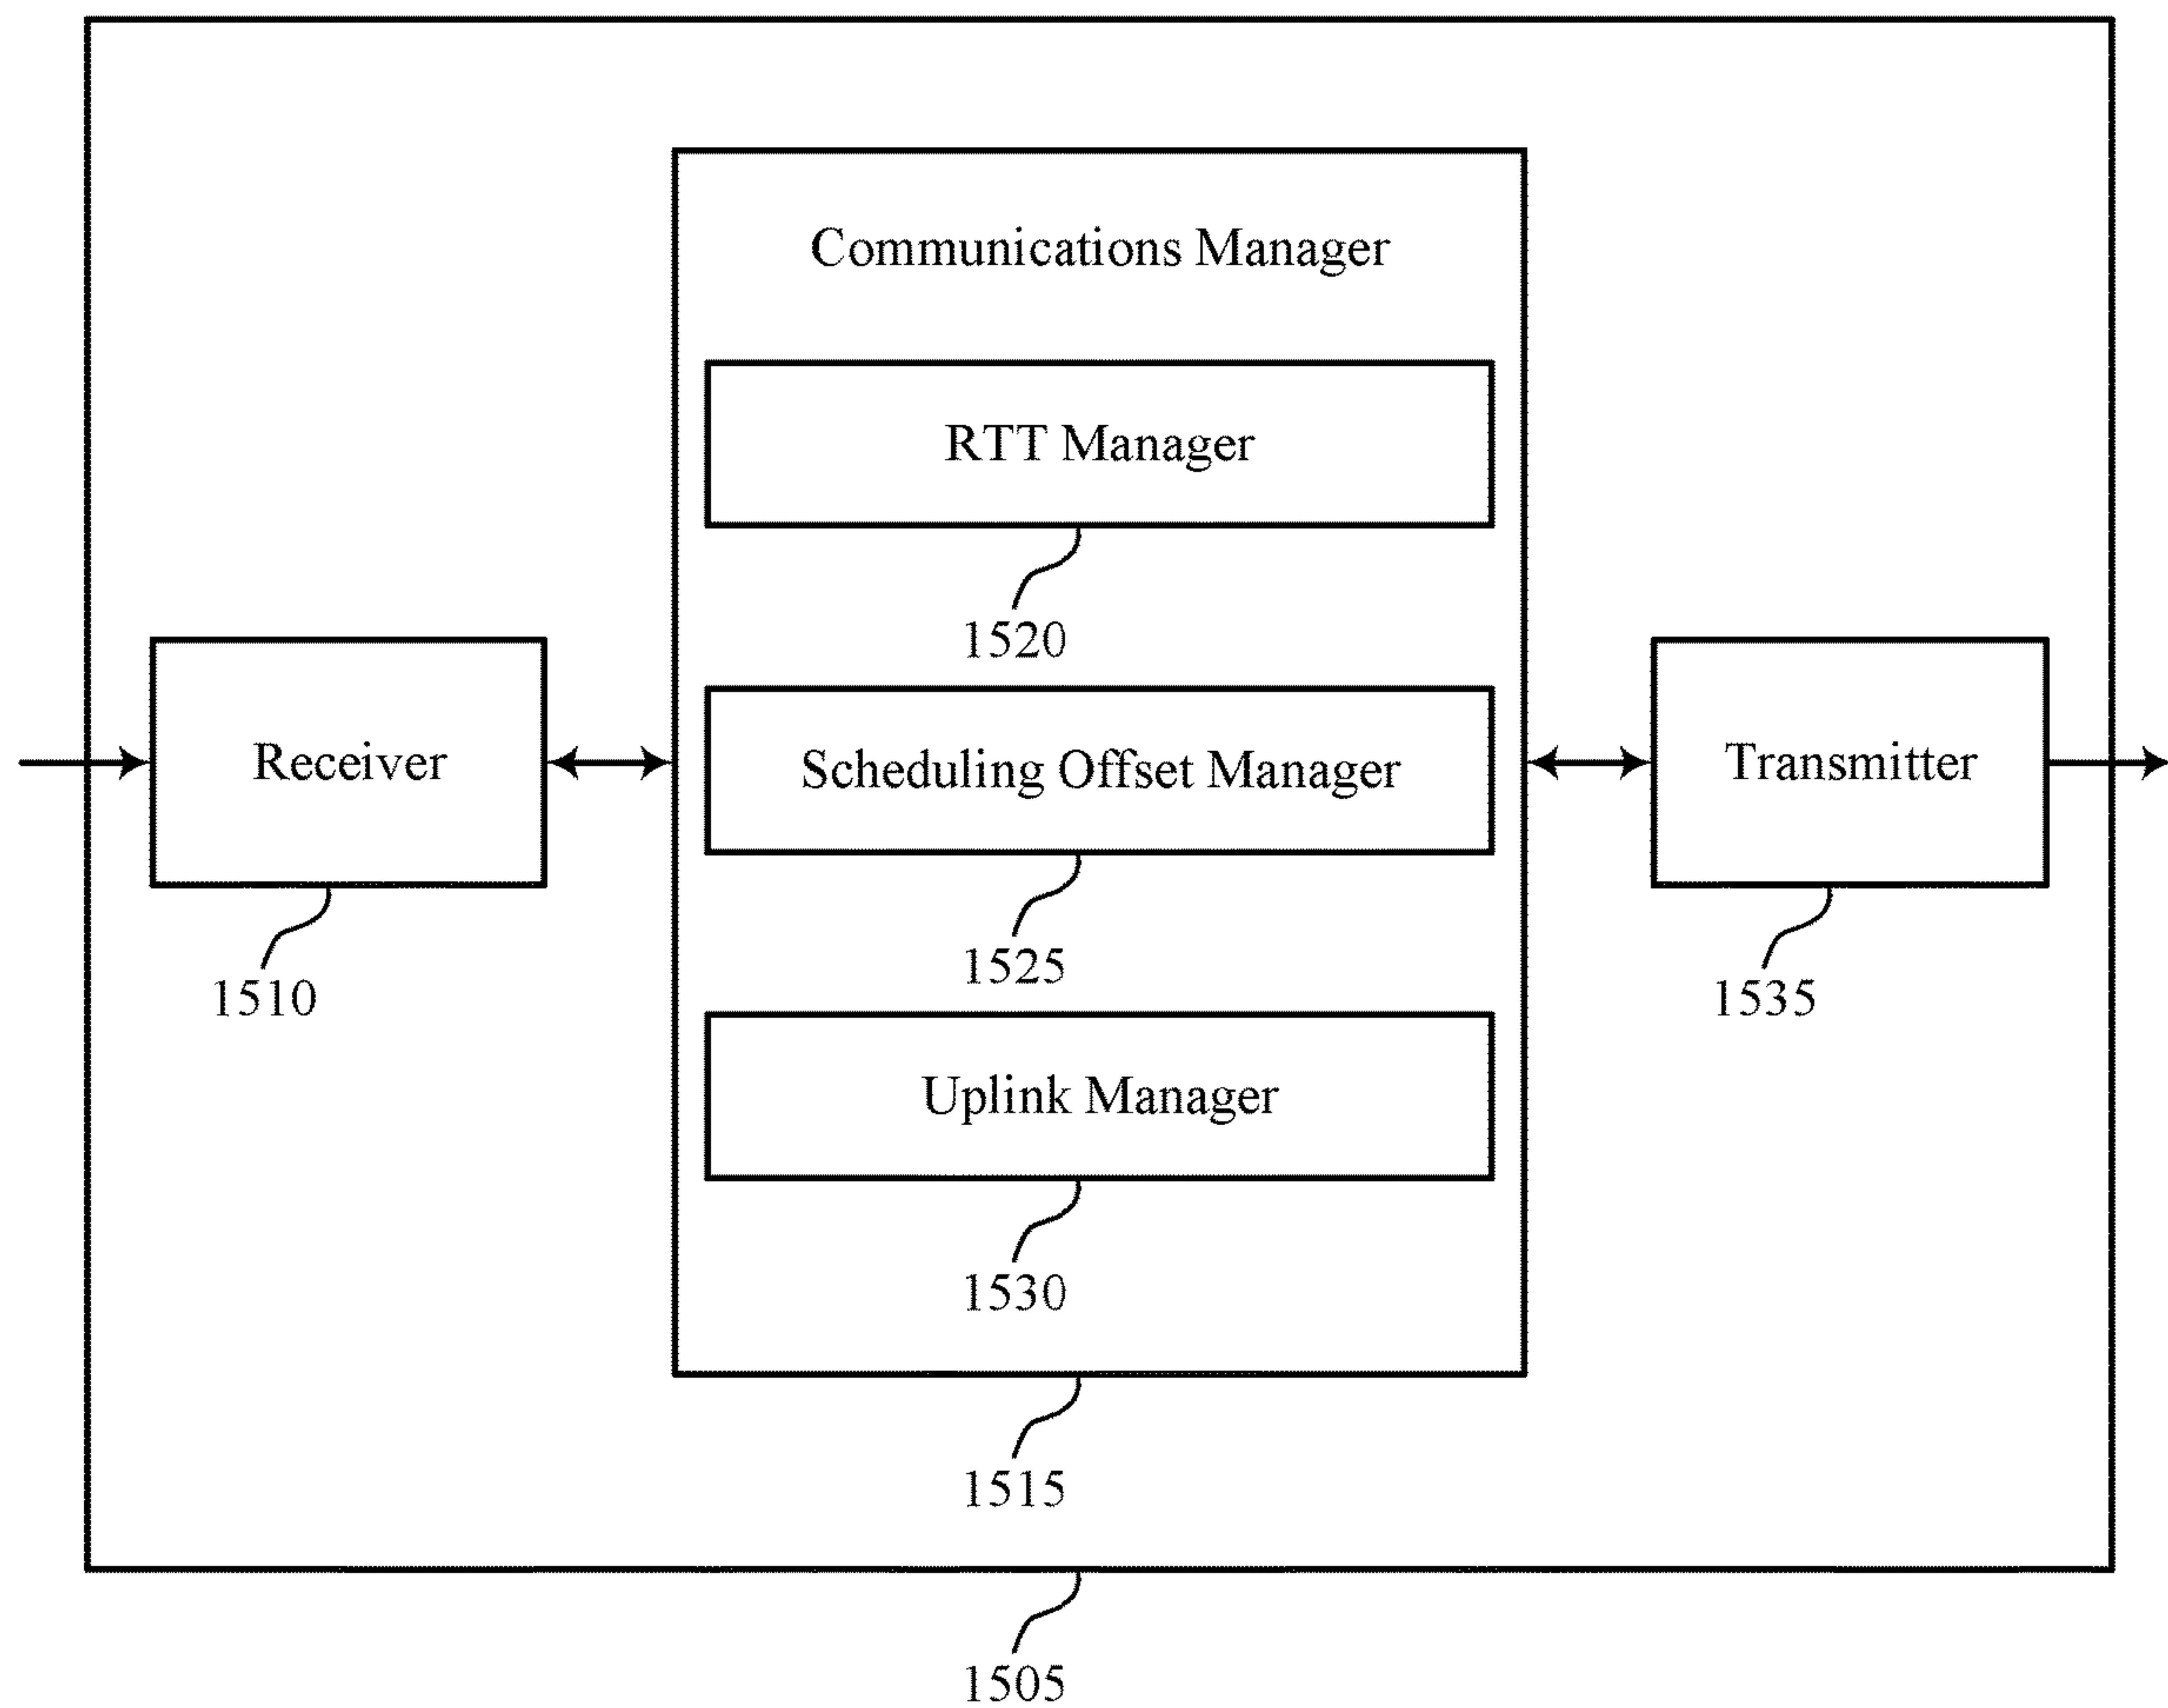 Communications Manager
RTT Manager
1520
Receiver
1510
Scheduling Offset Manager
1525
Transmitter
1535
Uplink Manager
1530
1515
1505